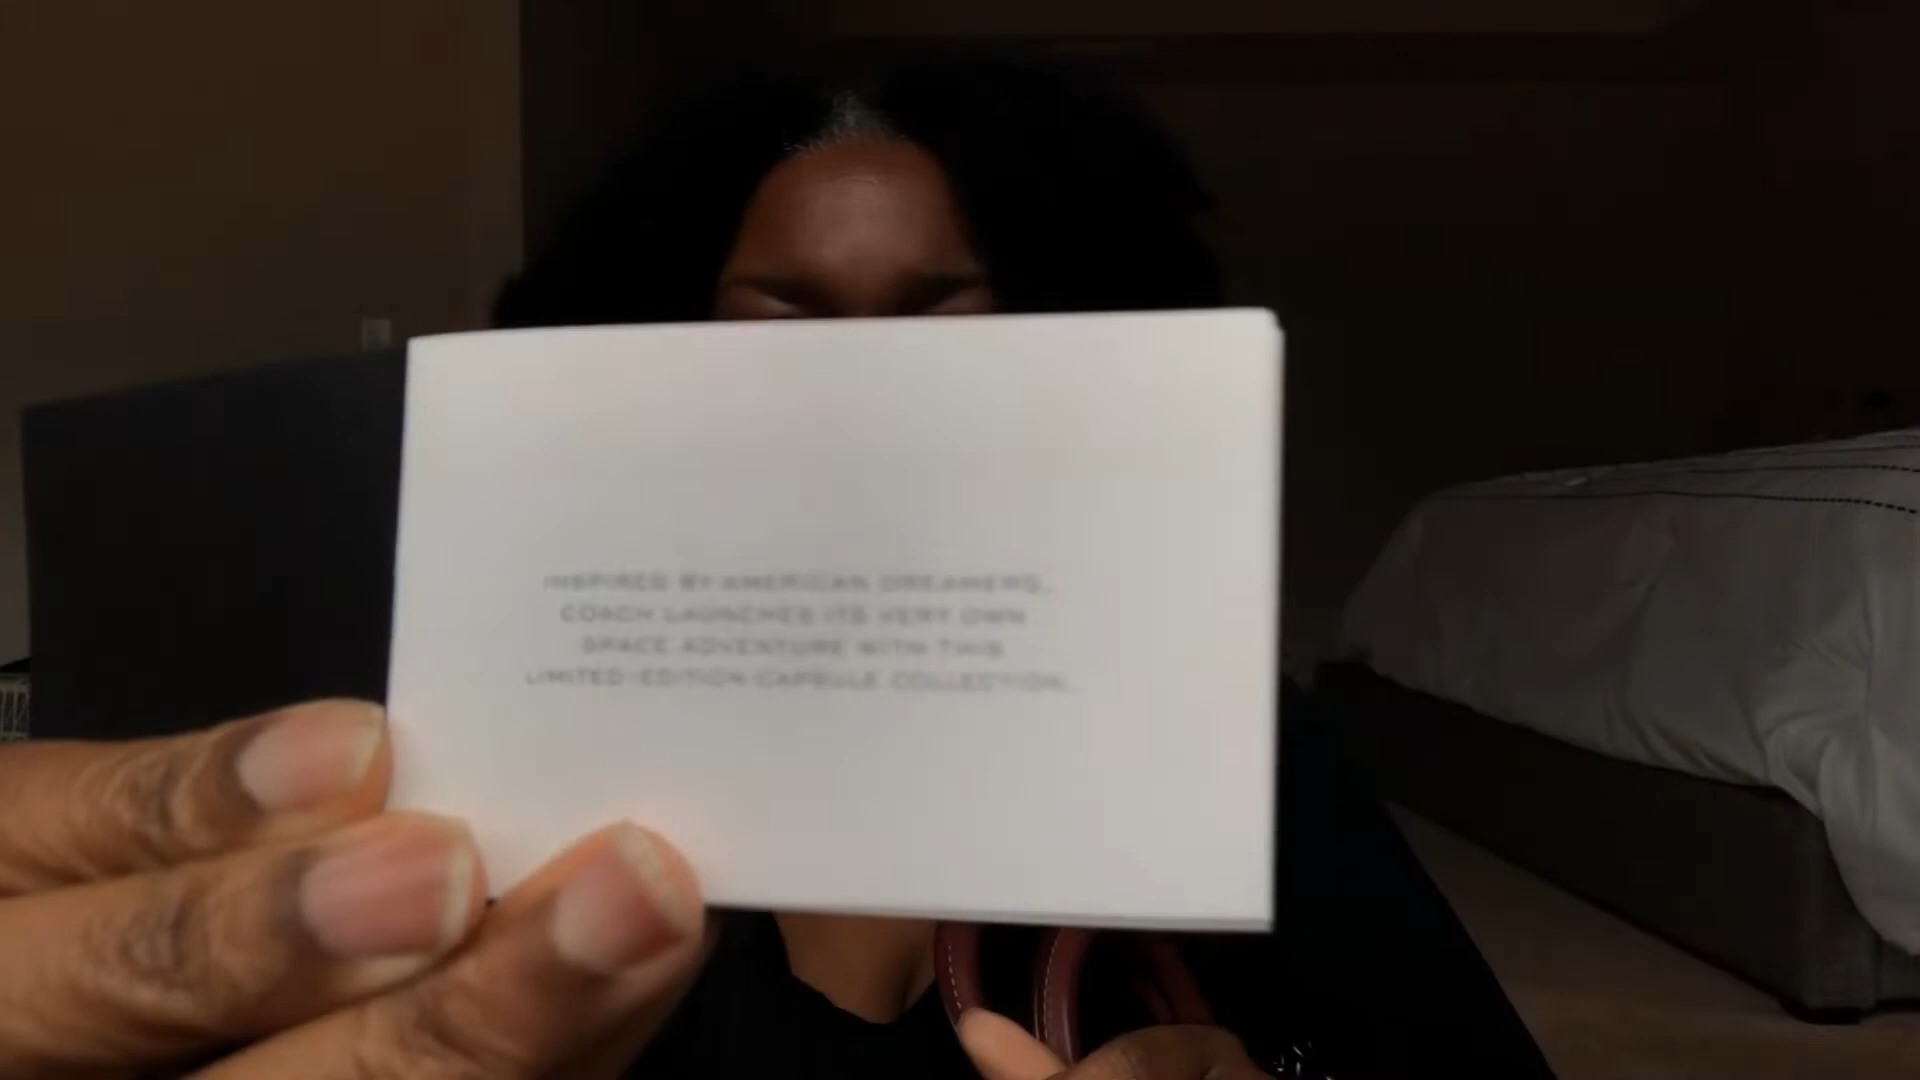 INSPIRED BY AMERICAN DREAMERS,
COACH LAUNCHES ITS VERY OWN
SPACE ADVENTURE WITH THIS
LIMITED-EDITION CAPSULE COLLECTION.